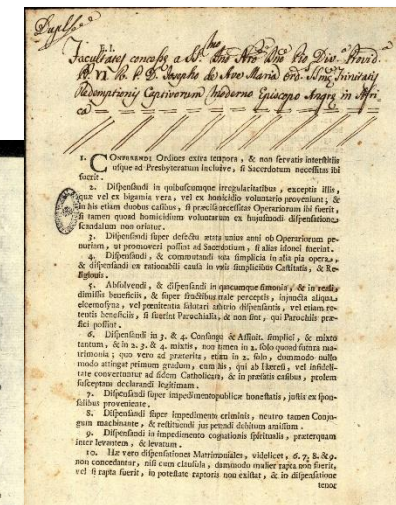 Dupl.
Facultates concessæ a SSmo Dno Nro Dno Pio Div.a Provid.a
P. VI. R. P. D. Josepho de Ave Maria Ord. SSmæ Trinitatis
Redemptionis Captivorum Moderno Episcopo Angræ in Afri
ca
1. CONFERENDI Ordines extra tempora, & non servatis interstitiis
usque ad Presbyteratum inclusive, si Sacerdotum necessitas ibi
fuerit.
2. Dispensandi in quibuscumque irregularitatibus, exceptis illis,
quæ vel ex bigamia vera, vel ex homicidio voluntario proveniunt; &
in his etiam duobus casibus, si præcisa necessitas Operariorum ibi fuerit,
si tamen quoad homicidium voluntarium ex hujusmodi dispensatione
scandalum non oriatur.
3. Dispensandi super defectu ætatis unius anni ob Operariorum pe-
nuriam, ut promoveri possint ad Sacerdotium, si alias idonei fuerint.
4. Dispensandi, & commutandi vota simplicia in alia pia opera,
& dispensandi ex rationabili causa in votis simplicibus Castitatis, & Re-
ligionis.
5. Absolvendi, & dispensandi in quacumque simonia, & in reali
dimissis beneficiis, & super fructibus male perceptis, injuncta aliqua
eleemosyna, vel pœnitentia salutari arbitrio dispensantis, vel etiam re-
tentis beneficiis, si fuerint Parochialia, & non sint, qui Parochiis præ-
fici possint.
6. Dispensandi in 3. & 4. Consang. & Affinit. simplici, & mixto
tantum, & in 2. 3. & 4. mixtis, non tamen in 2. solo quoad futura ma-
trimonia; quo vero ad præterita, etiam in 2. solo, dummodo nullo
modo attingat primum gradum, cum iis, qui ab hæresi, vel infideli-
tate convertuntur ad fidem Catholicam, & in præfatis casibus, prolem
susceptam declarandi legitimam.
7. Dispensandi super impedimento publicæ honestatis, justis ex spon-
salibus proveniente.
8. Dispensandi super impedimento criminis, neutro tamen Conju-
gum machinante, & restituendi jus petendi debitum amissum.
9. Dispensandi in impedimento cognationis spiritualis, præterquam
inter levantem, & levatum.
10. Hæ vero dispensationes Matrimoniales, videlicet, 6. 7. 8. & 9.
non concedantur, nisi cum clausula, dummodo mulier rapta non fuerit,
vel si rapta fuerit, in potestate raptoris non existat, & in dispensatione
tenor